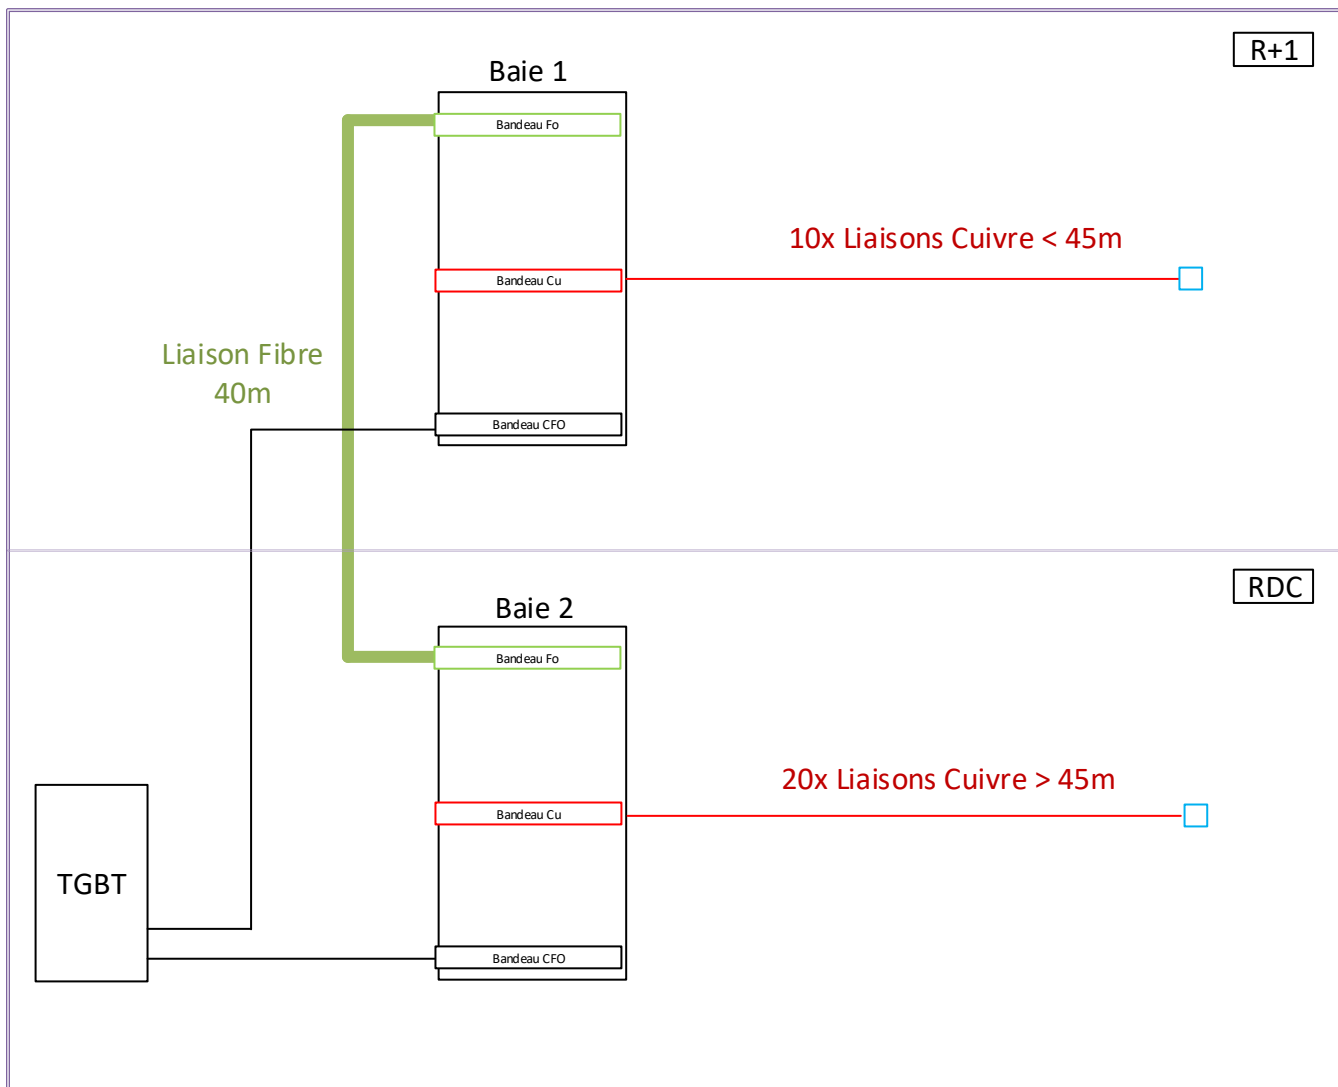 R+1
Baie 1
Bandeau Fo
10x Liaisons Cuivre < 45m
Bandeau Cu
Liaison Fibre
40m
Bandeau CFO
RDC
Baie 2
Bandeau Fo
20x Liaisons Cuivre > 45m
Bandeau Cu
TGBT
Bandeau CFO